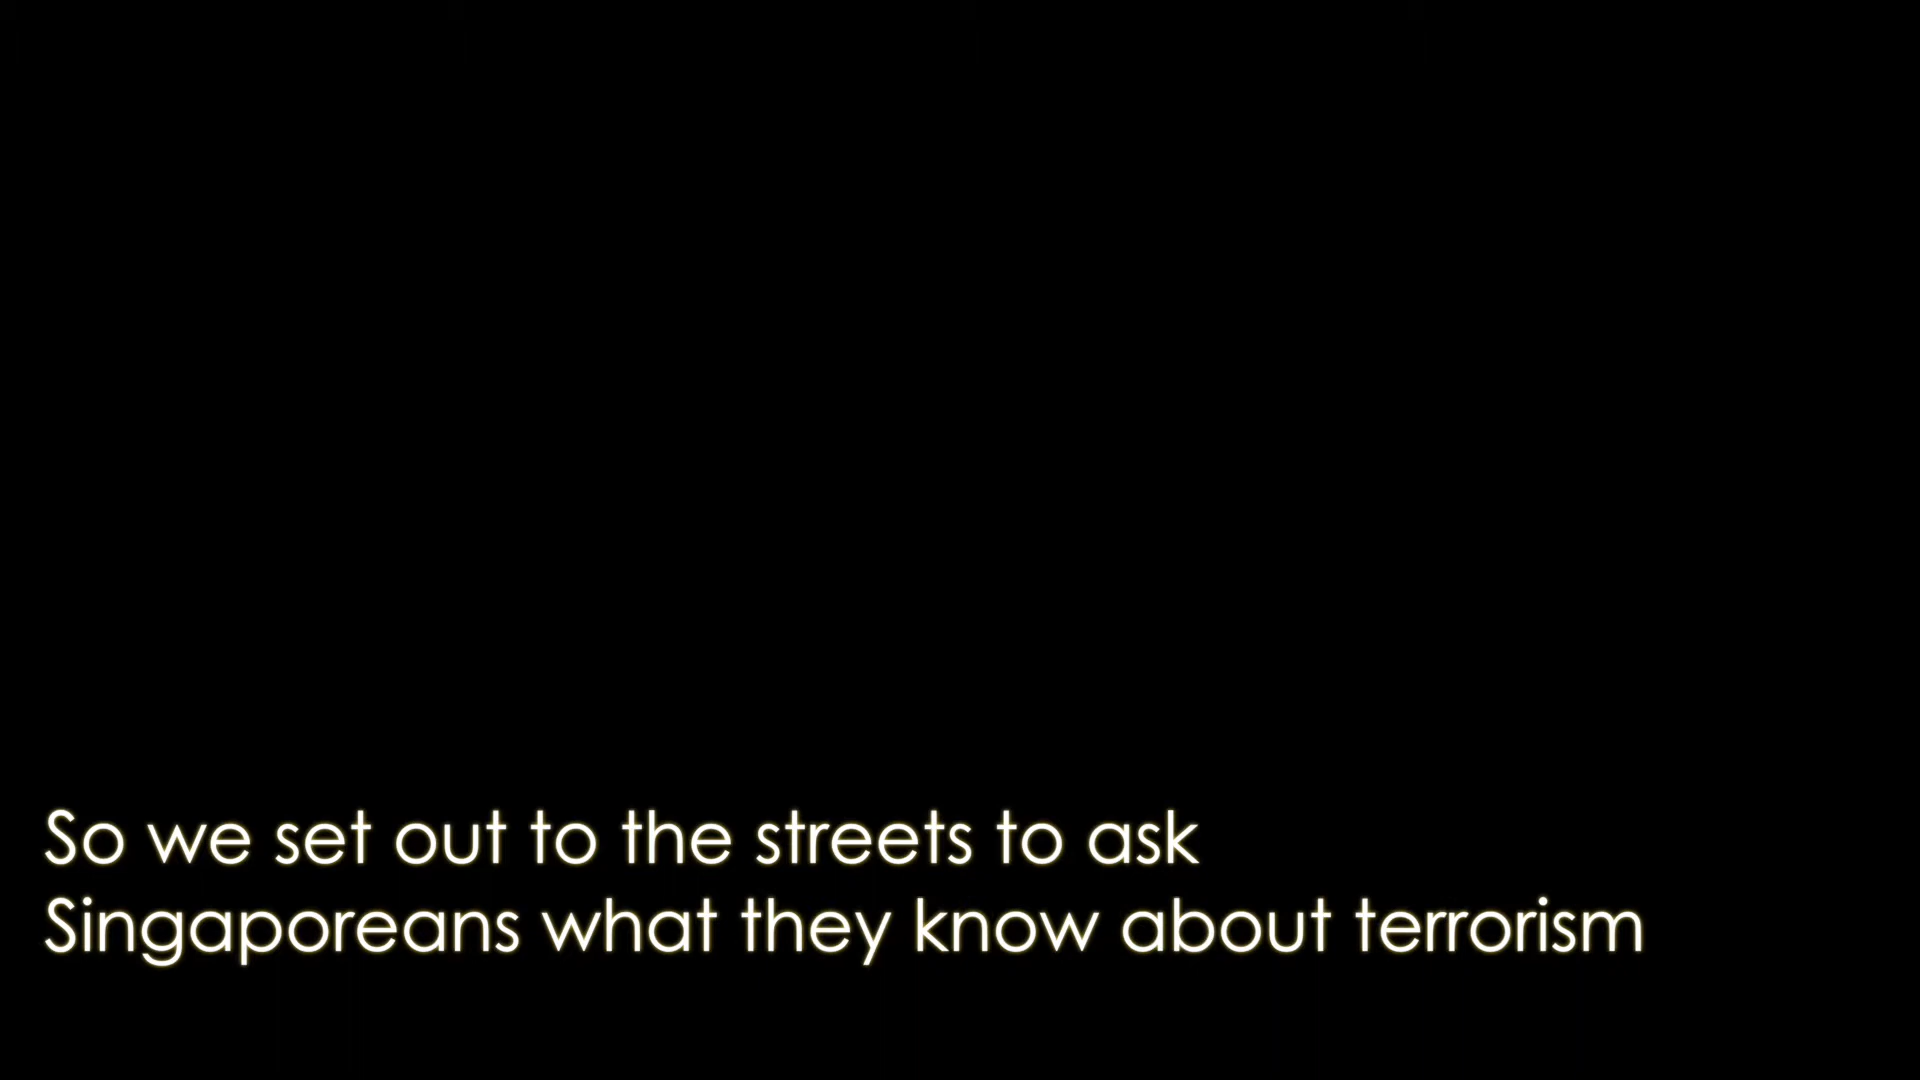 So we set out to the streets to ask
Singaporeans what they know about terrorism